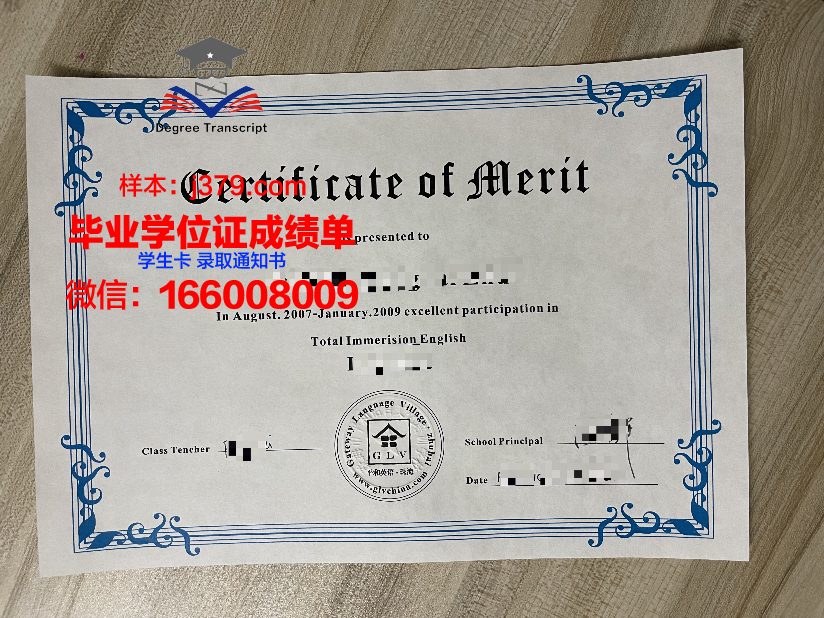 Degree Transcript
样本：j379.com
Certificate of Merit
毕业学位证成绩单
presented to
学生卡 录取通知书
微信：166008009
In August. 2007-January.2009 excellent participation in
Total Immerision English
Gateway Language Village · zhuhai
GLV
www.glvchina.com
Class Tencher
School Principal
Date